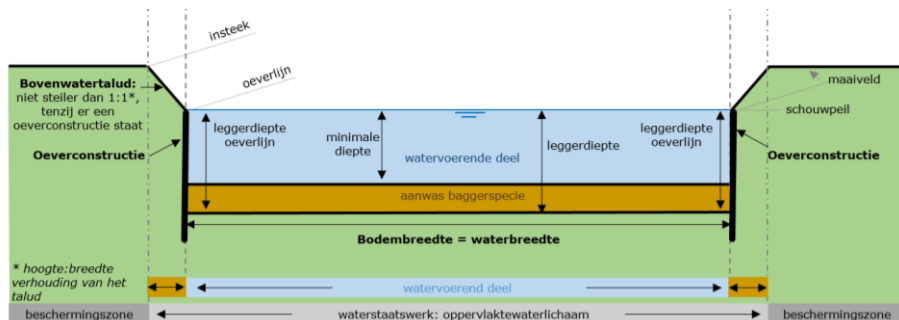 insteek
Bovenwatertalud:
niet steiler dan 1:1*,
tenzij er een
oeverconstructie staat
oeverlijn
maaiveld
schouwpeil
Oeverconstructie
leggerdiepte
oeverlijn
minimale
diepte
watervoerende deel
leggerdiepte
leggerdiepte
oeverlijn
Oeverconstructie
aanwas baggerspecie
Bodembreedte = waterbreedte
* hoogte:breedte
verhouding van het
talud
watervoerend deel
beschermingszone
waterstaatswerk: oppervlaktewaterlichaam
beschermingszone